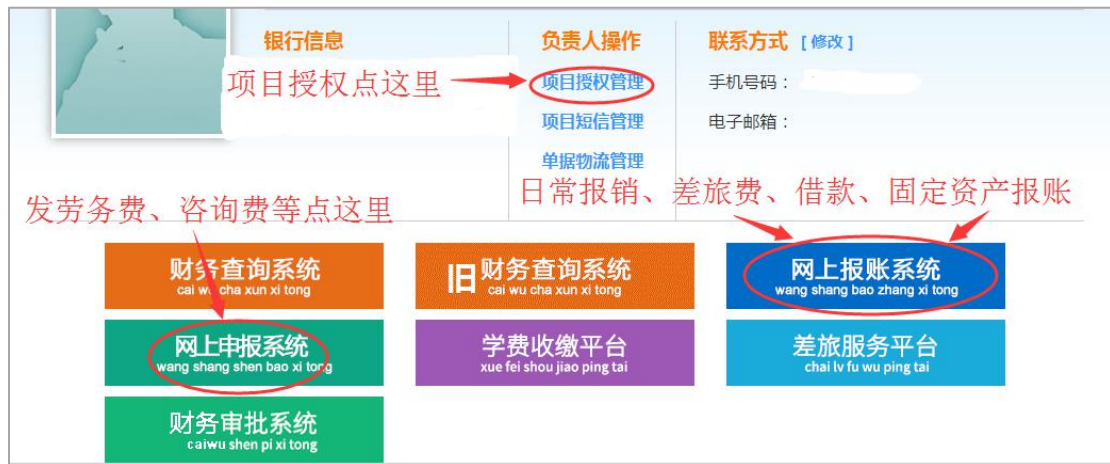 银行信息
负责人操作
联系方式 [修改]
项目授权点这里
项目授权管理
手机号码：
项目短信管理
电子邮箱：
单据物流管理
发劳务费、咨询费等点这里
日常报销、差旅费、借款、固定资产报账
财务查询系统
cai wu cha xun xi tong
旧财务查询系统
cai wu cha xun xi tong
网上报账系统
wang shang bao zhang xi tong
网上申报系统
wang shang shen bao xi tong
学费收缴平台
xue fei shou jiao ping tai
差旅服务平台
chai lv fu wu ping tai
财务审批系统
caiwu shen pi xi tong